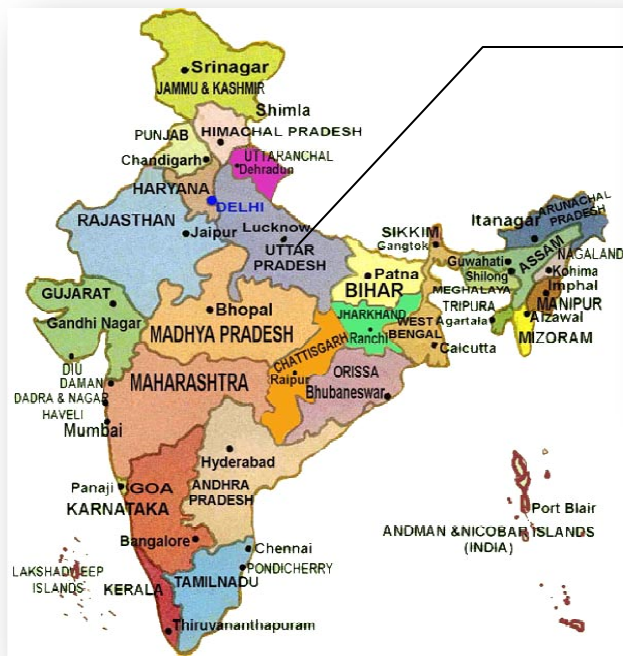 Srinagar
JAMMU & KASHMIR
Shimla
PUNJAB
HIMACHAL PRADESH
Chandigarh
UTTARANCHAL
Dehradun
HARYANA
DELHI
RAJASTHAN
Jaipur
Lucknow
UTTAR
PRADESH
SIKKIM
Gangtok
Itanagar
ARUNACHAL
PRADESH
Guwahati
ASSAM
NAGALAND
Shilong
Kohima
MEGHALAYA
Imphal
MANIPUR
TRIPURA
Agartala
Aizawal
MIZORAM
Patna
BIHAR
GUJARAT
Gandhi Nagar
Bhopal
MADHYA PRADESH
JHARKHAND
Ranchi
WEST
BENGAL
Calcutta
CHATTISGARH
Raipur
ORISSA
Bhubaneswar
DIU
DAMAN
DADRA & NAGAR
HAVELI
MAHARASHTRA
Mumbai
Hyderabad
ANDHRA
PRADESH
Panaji
GOA
KARNATAKA
Bangalore
Chennai
PONDICHERRY
Port Blair
ANDMAN &NICOBAR ISLANDS
(INDIA)
LAKSHADWEEP
ISLANDS
KERALA
TAMILNADU
Thiruvananthapuram